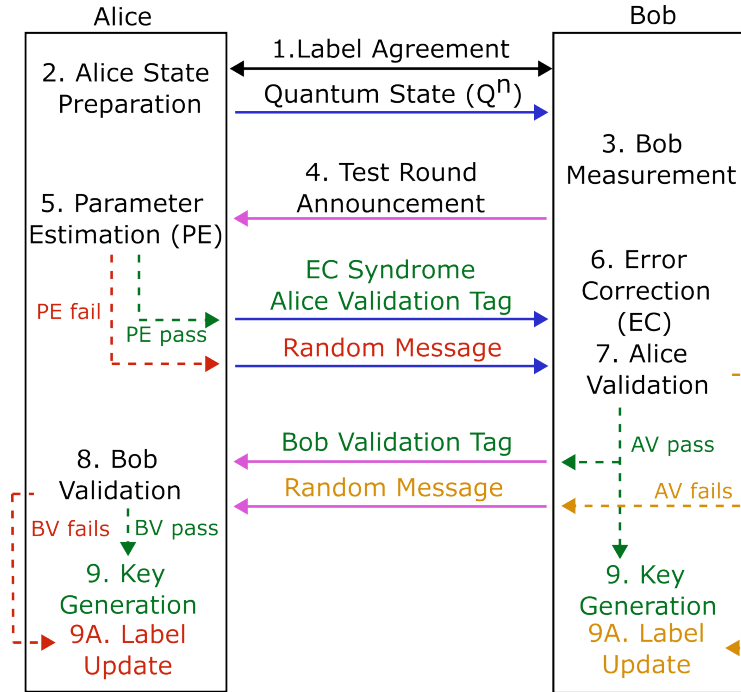 Alice
Bob
1.Label Agreement
2. Alice State
Preparation
Quantum State (Q^n)
3. Bob
Measurement
4. Test Round
Announcement
5. Parameter
Estimation (PE)
6. Error
Correction
(EC)
EC Syndrome
Alice Validation Tag
PE fail
PE pass
Random Message
7. Alice
Validation
Bob Validation Tag
AV pass
8. Bob
Validation
Random Message
AV fails
BV fails
BV pass
9. Key
Generation
9A. Label
Update
9. Key
Generation
9A. Label
Update